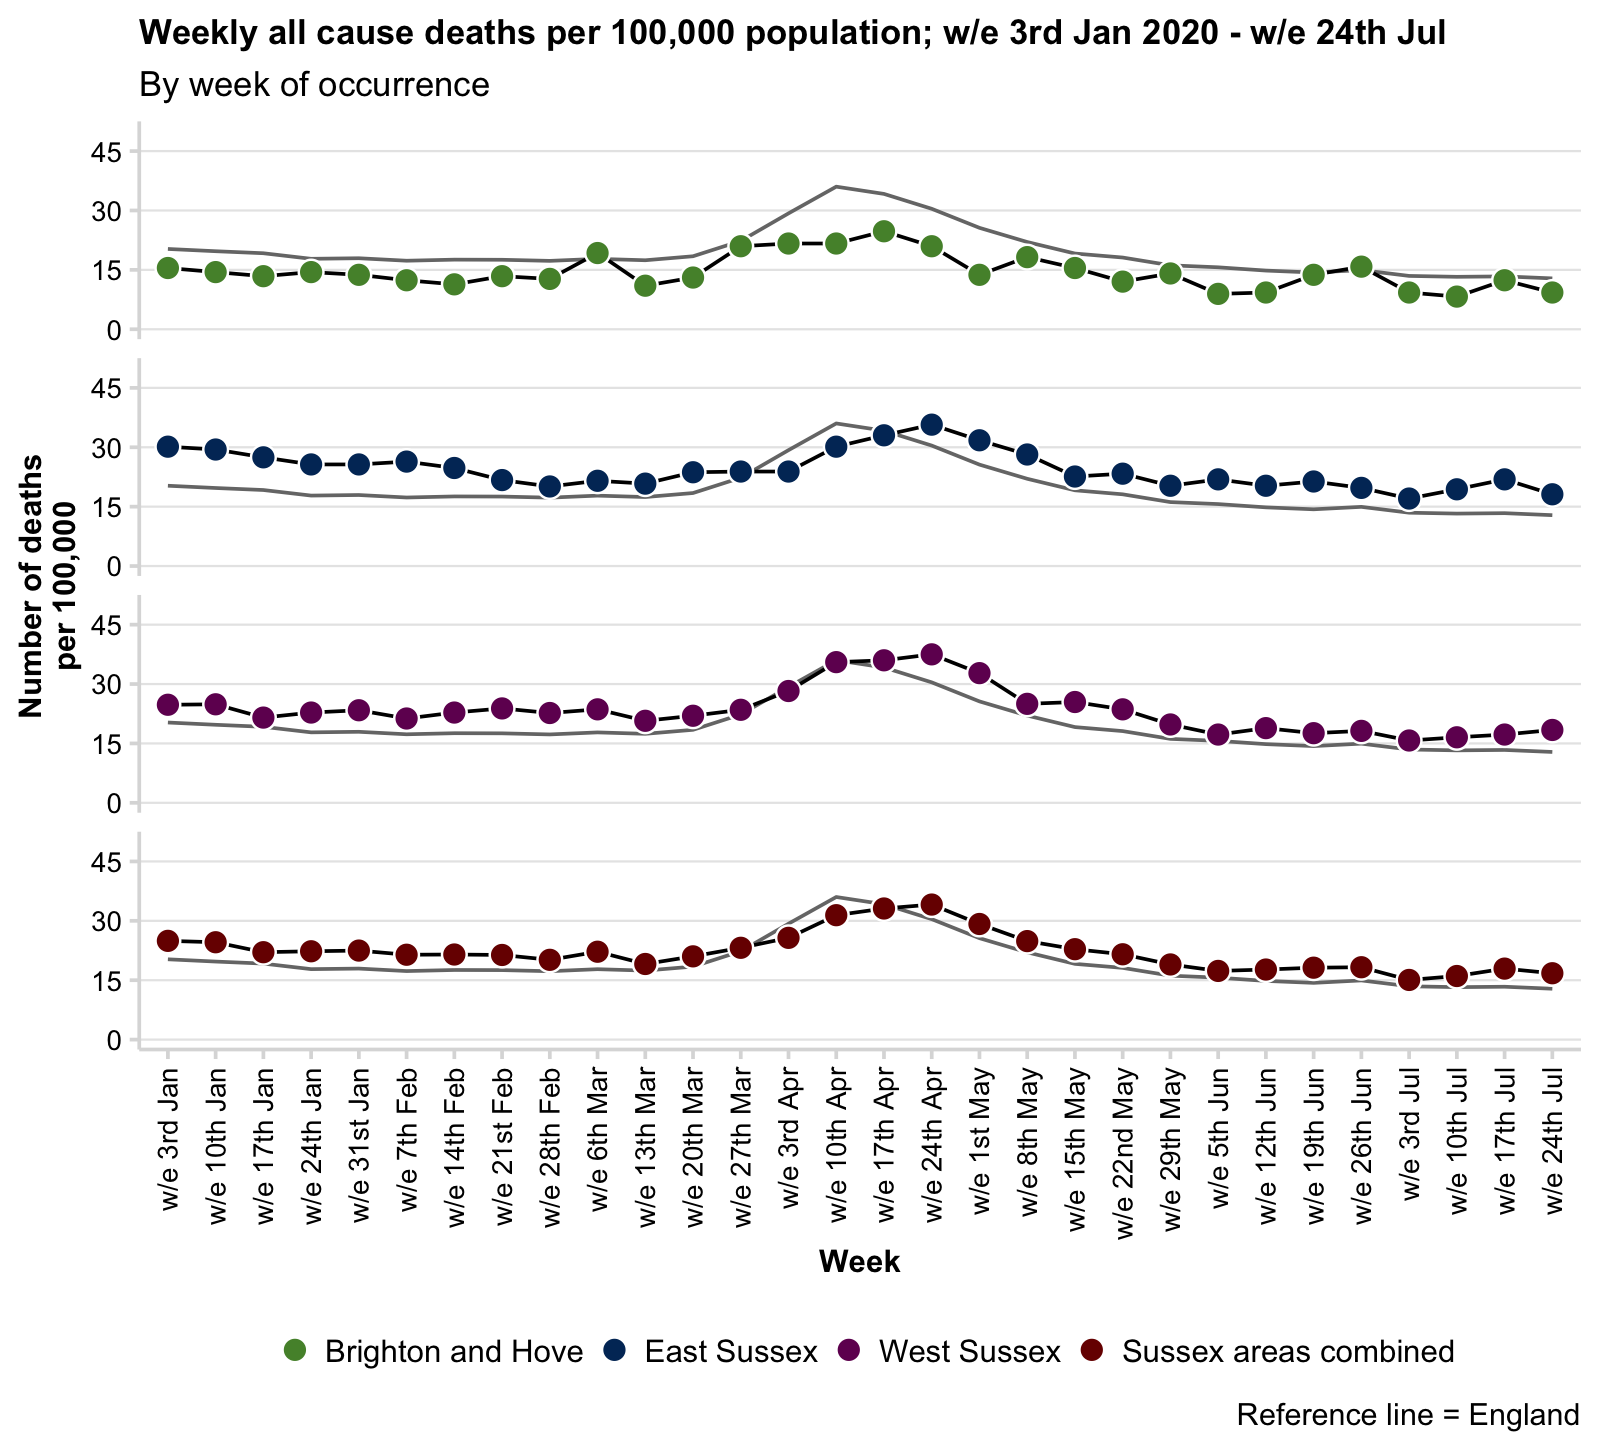 Weekly all cause deaths per 100,000 population; w/e 3rd Jan 2020 - w/e 24th Jul
By week of occurrence
Number of deaths
per 100,000
45
30
15
0
45
30
15
0
45
30
15
0
45
30
15
0
w/e 3rd Jan
w/e 10th Jan
w/e 17th Jan
w/e 24th Jan
w/e 31st Jan
w/e 7th Feb
w/e 14th Feb
w/e 21st Feb
w/e 28th Feb
w/e 6th Mar
w/e 13th Mar
w/e 20th Mar
w/e 27th Mar
w/e 3rd Apr
w/e 10th Apr
w/e 17th Apr
w/e 24th Apr
w/e 1st May
w/e 8th May
w/e 15th May
w/e 22nd May
w/e 29th May
w/e 5th Jun
w/e 12th Jun
w/e 19th Jun
w/e 26th Jun
w/e 3rd Jul
w/e 10th Jul
w/e 17th Jul
w/e 24th Jul
Week
Brighton and Hove East Sussex West Sussex Sussex areas combined
Reference line = England